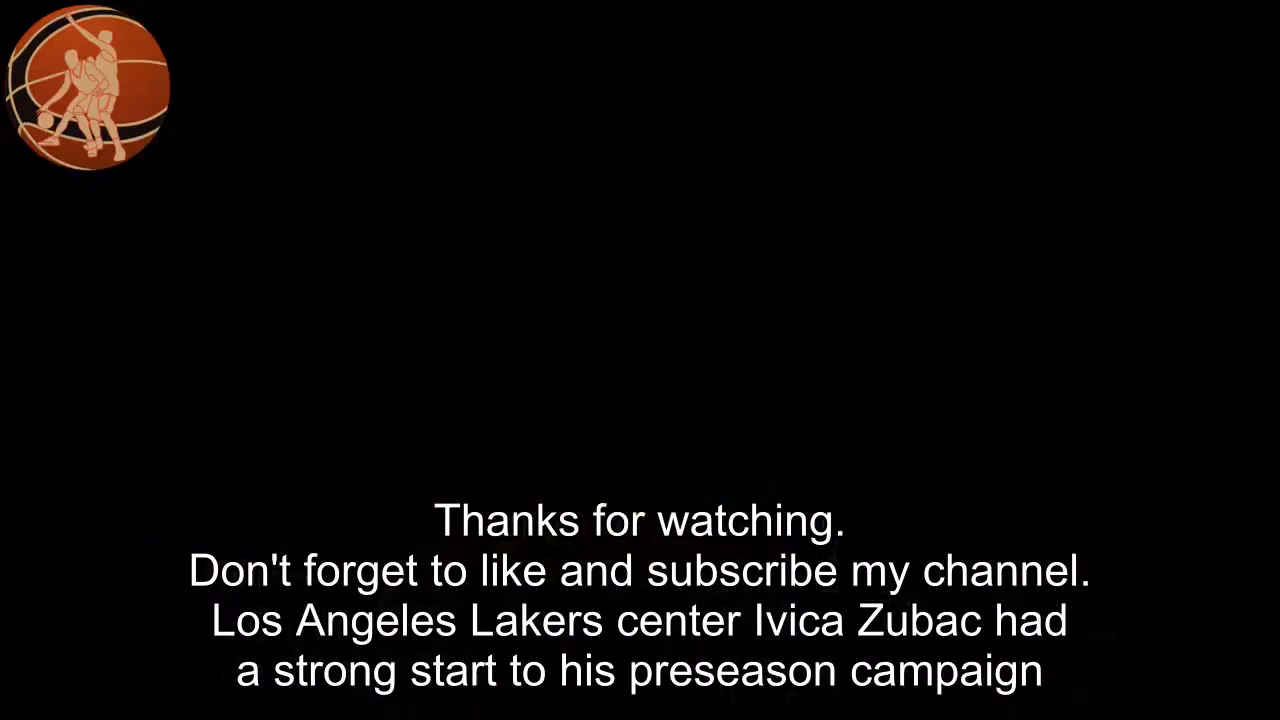 Thanks for watching.
Don't forget to like and subscribe my channel.
Los Angeles Lakers center Ivica Zubac had
a strong start to his preseason campaign